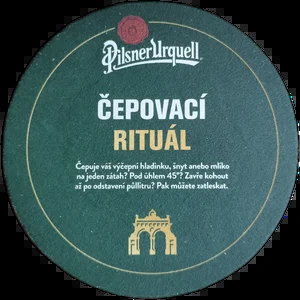 Pilsner Urquell
ČEPOVACÍ
RITUÁL
Čepuje váš výčepní hladinku, šnyt anebo mlíko
na jeden zátah? Pod úhlem 45°? Zavře kohout
až po odstavení půllitru? Pak můžete zatleskat.